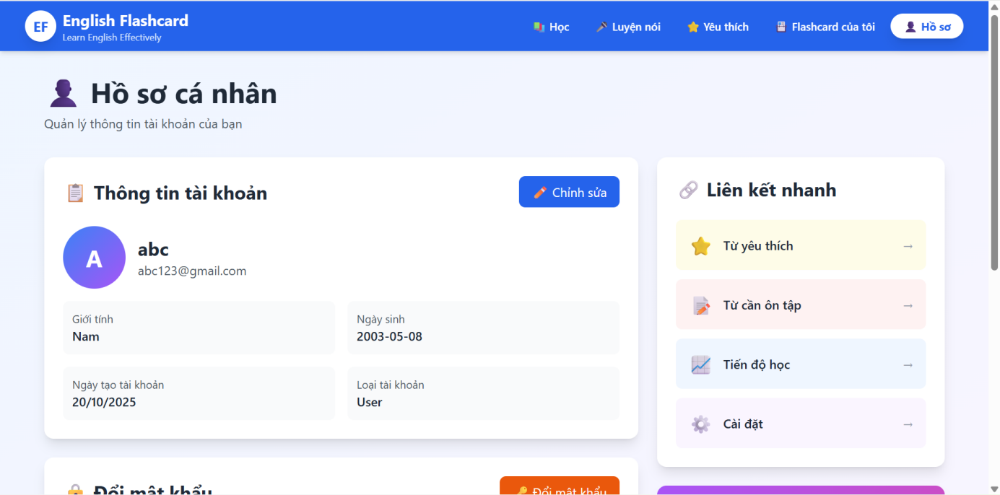 EF
English Flashcard
Learn English Effectively
Học
Luyện nói
Yêu thích
Flashcard của tôi
Hồ sơ
Hồ sơ cá nhân
Quản lý thông tin tài khoản của bạn
Thông tin tài khoản
Chỉnh sửa
A
abc
abc123@gmail.com
Giới tính
Nam
Ngày sinh
2003-05-08
Ngày tạo tài khoản
20/10/2025
Loại tài khoản
User
Liên kết nhanh
Từ yêu thích →
Từ cần ôn tập →
Tiến độ học →
Cài đặt →
Đổi mật khẩu
Đổi mật khẩu